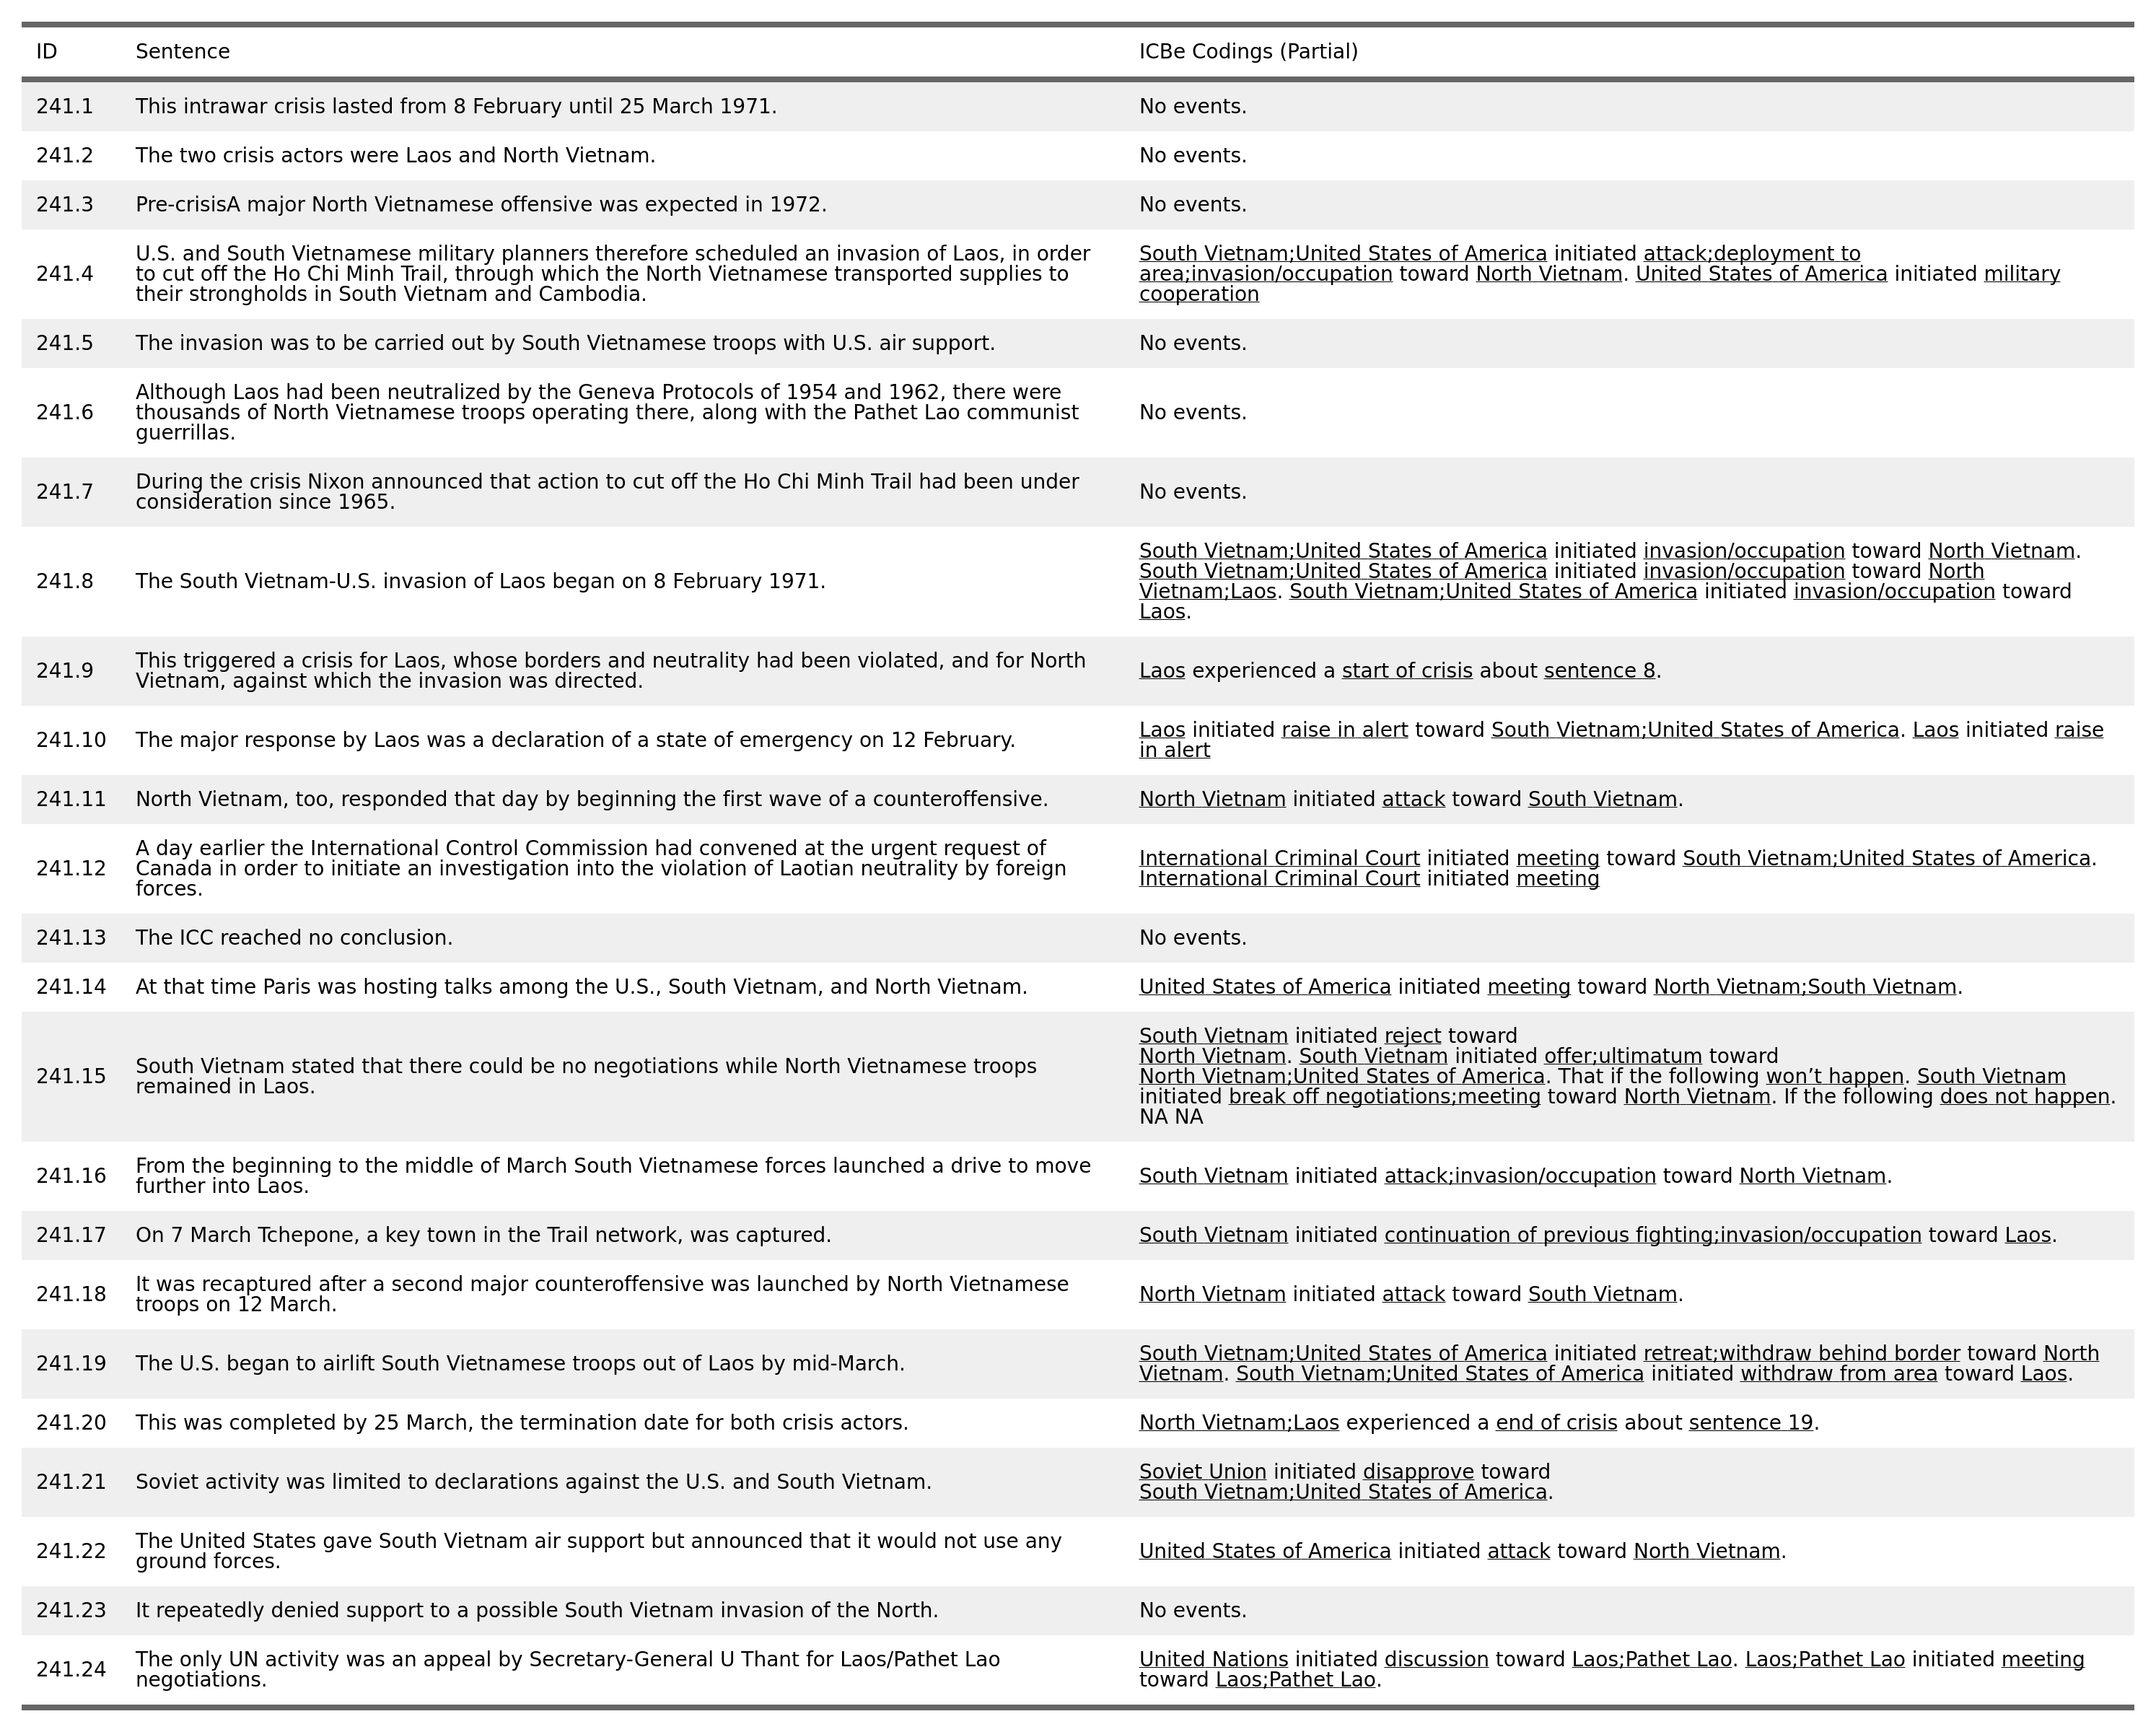 ID Sentence ICBe Codings (Partial)
241.1 This intrawar crisis lasted from 8 February until 25 March 1971. No events.
241.2 The two crisis actors were Laos and North Vietnam. No events.
241.3 Pre-crisisA major North Vietnamese offensive was expected in 1972. No events.
241.4
U.S. and South Vietnamese military planners therefore scheduled an invasion of Laos, in order
to cut off the Ho Chi Minh Trail, through which the North Vietnamese transported supplies to
their strongholds in South Vietnam and Cambodia.
South Vietnam;United States of America initiated attack;deployment to
area;invasion/occupation toward North Vietnam. United States of America initiated military
cooperation
241.5 The invasion was to be carried out by South Vietnamese troops with U.S. air support. No events.
241.6
Although Laos had been neutralized by the Geneva Protocols of 1954 and 1962, there were
thousands of North Vietnamese troops operating there, along with the Pathet Lao communist
guerrillas.
No events.
241.7
During the crisis Nixon announced that action to cut off the Ho Chi Minh Trail had been under
consideration since 1965.
No events.
241.8 The South Vietnam-U.S. invasion of Laos began on 8 February 1971.
South Vietnam;United States of America initiated invasion/occupation toward North Vietnam.
South Vietnam;United States of America initiated invasion/occupation toward North
Vietnam;Laos. South Vietnam;United States of America initiated invasion/occupation toward
Laos.
241.9
This triggered a crisis for Laos, whose borders and neutrality had been violated, and for North
Vietnam, against which the invasion was directed.
Laos experienced a start of crisis about sentence 8.
241.10 The major response by Laos was a declaration of a state of emergency on 12 February.
Laos initiated raise in alert toward South Vietnam;United States of America. Laos initiated raise
in alert
241.11 North Vietnam, too, responded that day by beginning the first wave of a counteroffensive. North Vietnam initiated attack toward South Vietnam.
241.12
A day earlier the International Control Commission had convened at the urgent request of
Canada in order to initiate an investigation into the violation of Laotian neutrality by foreign
forces.
International Criminal Court initiated meeting toward South Vietnam;United States of America.
International Criminal Court initiated meeting
241.13 The ICC reached no conclusion. No events.
241.14 At that time Paris was hosting talks among the U.S., South Vietnam, and North Vietnam. United States of America initiated meeting toward North Vietnam;South Vietnam.
241.15
South Vietnam stated that there could be no negotiations while North Vietnamese troops
remained in Laos.
South Vietnam initiated reject toward
North Vietnam. South Vietnam initiated offer;ultimatum toward
North Vietnam;United States of America. That if the following won’t happen. South Vietnam
initiated break off negotiations;meeting toward North Vietnam. If the following does not happen.
NA NA
241.16
From the beginning to the middle of March South Vietnamese forces launched a drive to move
further into Laos.
South Vietnam initiated attack;invasion/occupation toward North Vietnam.
241.17 On 7 March Tchepone, a key town in the Trail network, was captured. South Vietnam initiated continuation of previous fighting;invasion/occupation toward Laos.
241.18
It was recaptured after a second major counteroffensive was launched by North Vietnamese
troops on 12 March.
North Vietnam initiated attack toward South Vietnam.
241.19 The U.S. began to airlift South Vietnamese troops out of Laos by mid-March.
South Vietnam;United States of America initiated retreat;withdraw behind border toward North
Vietnam. South Vietnam;United States of America initiated withdraw from area toward Laos.
241.20 This was completed by 25 March, the termination date for both crisis actors. North Vietnam;Laos experienced a end of crisis about sentence 19.
241.21 Soviet activity was limited to declarations against the U.S. and South Vietnam.
Soviet Union initiated disapprove toward
South Vietnam;United States of America.
241.22
The United States gave South Vietnam air support but announced that it would not use any
ground forces.
United States of America initiated attack toward North Vietnam.
241.23 It repeatedly denied support to a possible South Vietnam invasion of the North. No events.
241.24
The only UN activity was an appeal by Secretary-General U Thant for Laos/Pathet Lao
negotiations.
United Nations initiated discussion toward Laos;Pathet Lao. Laos;Pathet Lao initiated meeting
toward Laos;Pathet Lao.